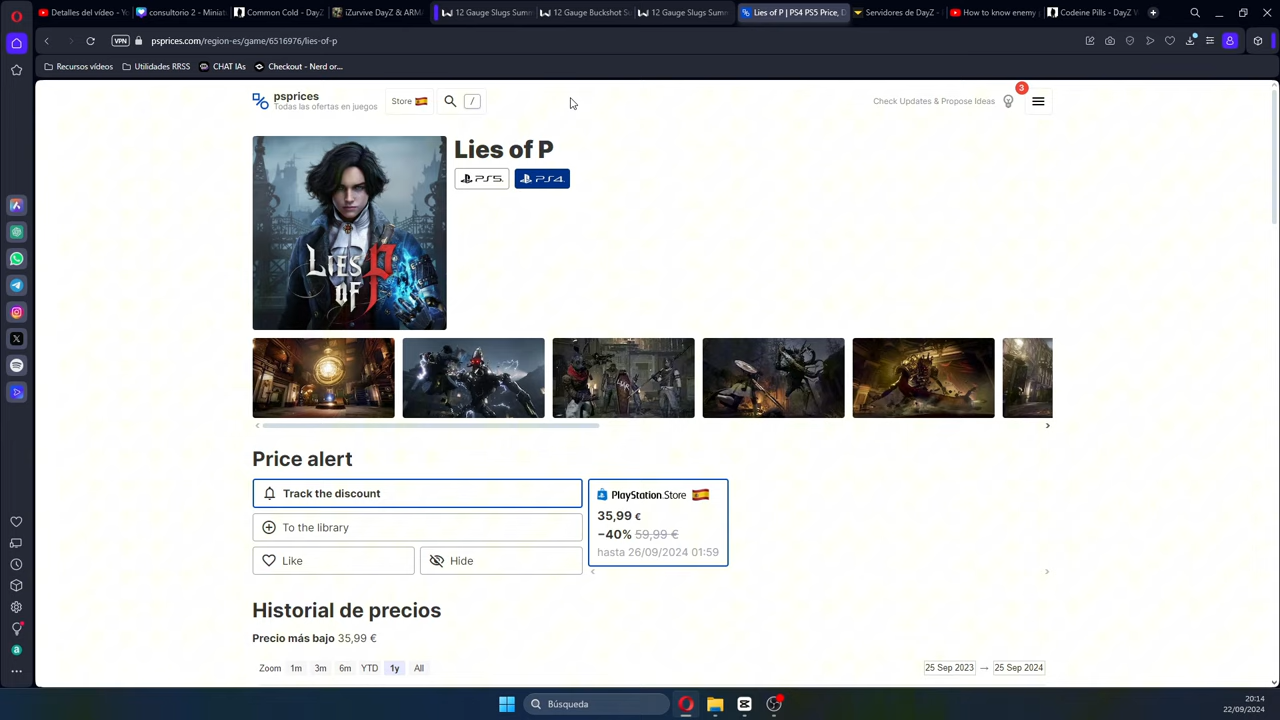 Detalles del vídeo - Yo
consultorio 2 - Miniat
Common Cold - DayZ
iZurvive DayZ & ARM
12 Gauge Slugs Summ
12 Gauge Buckshot Su
12 Gauge Slugs Summ
Lies of P | PS4 PS5 Price, D
Servidores de DayZ -
How to know enemy
Codeine Pills - DayZ W
VPN
psprices.com/region-es/game/6516976/lies-of-p
Recursos vídeos
Utilidades RRSS
CHAT IAs
Checkout - Nerd or...
psprices
Todas las ofertas en juegos
Store
/
Check Updates & Propose Ideas
3
Lies of P
PS5
PS4
LIES OF P
Price alert
Track the discount
To the library
Like
Hide
PlayStation Store
35,99 €
−40% 59,99 €
hasta 26/09/2024 01:59
Historial de precios
Precio más bajo 35,99 €
Zoom 1m 3m 6m YTD 1y All
25 Sep 2023 → 25 Sep 2024
Búsqueda
20:14
22/09/2024